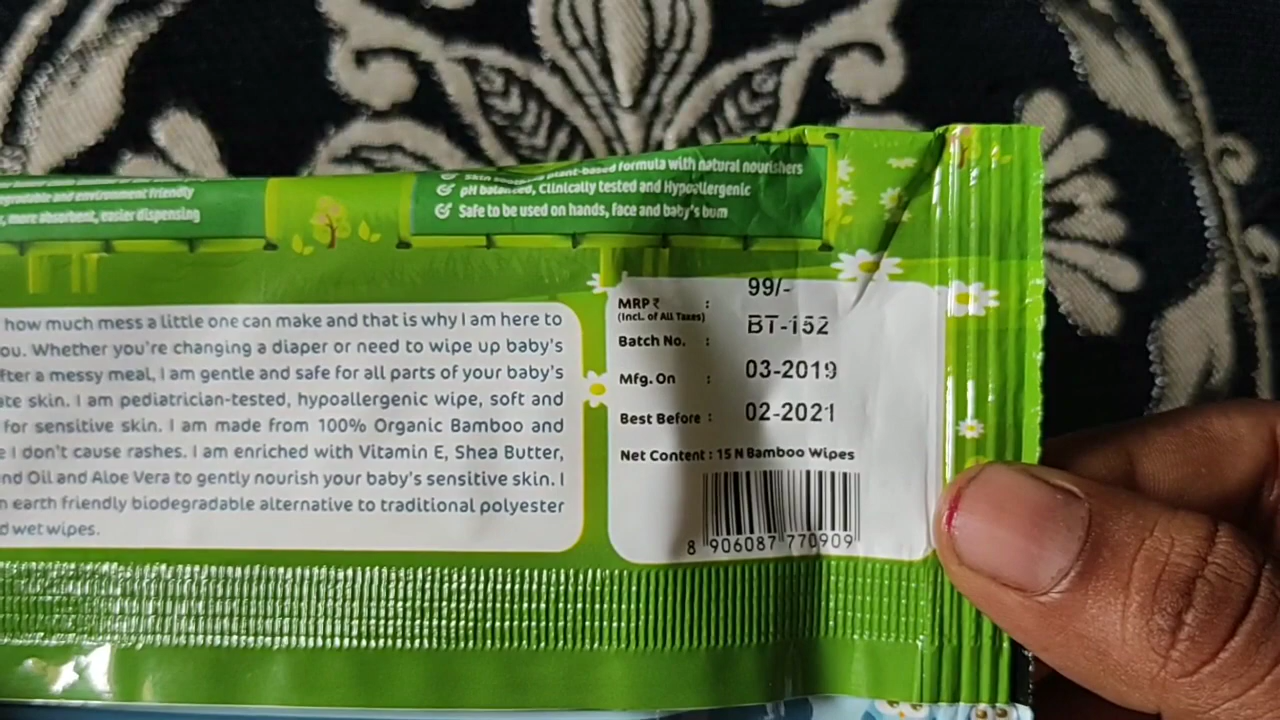 and environment friendly
, more absorbent, easier dispensing
plant-based formula with natural nourishers
pH balanced, Clinically tested and Hypoallergenic
Safe to be used on hands, face and baby's bum
how much mess a little one can make and that is why I am here to
ou. Whether you're changing a diaper or need to wipe up baby's
fter a messy meal, I am gentle and safe for all parts of your baby's
ate skin. I am pediatrician-tested, hypoallergenic wipe, soft and
for sensitive skin. I am made from 100% Organic Bamboo and
e I don't cause rashes. I am enriched with Vitamin E, Shea Butter,
nd Oil and Aloe Vera to gently nourish your baby's sensitive skin. I
n earth friendly biodegradable alternative to traditional polyester
d wet wipes.
MRP ₹ : 99/-
(Incl. of All Taxes)
Batch No. : BT-152
Mfg. On : 03-2019
Best Before : 02-2021
Net Content : 15 N Bamboo Wipes
8 906087 770909